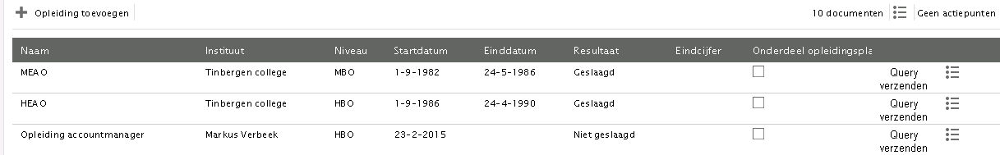 Opleiding toevoegen 10 documenten Geen actiepunten
Naam Instituut Niveau Startdatum Einddatum Resultaat Eindcijfer Onderdeel opleidingspla
MEAO Tinbergen college MBO 1-9-1982 24-5-1986 Geslaagd Query
verzenden
HEAO Tinbergen college HBO 1-9-1986 24-4-1990 Geslaagd Query
verzenden
Opleiding accountmanager Markus Verbeek HBO 23-2-2015 Niet geslaagd Query
verzenden